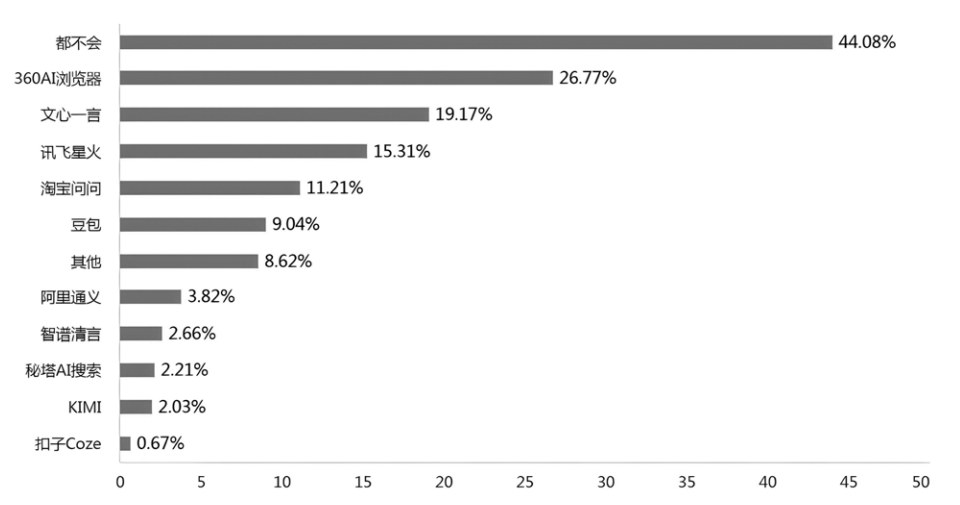 都不会 44.08%
360AI浏览器 26.77%
文心一言 19.17%
讯飞星火 15.31%
淘宝问问 11.21%
豆包 9.04%
其他 8.62%
阿里通义 3.82%
智谱清言 2.66%
秘塔AI搜索 2.21%
KIMI 2.03%
扣子Coze 0.67%
0 5 10 15 20 25 30 35 40 45 50